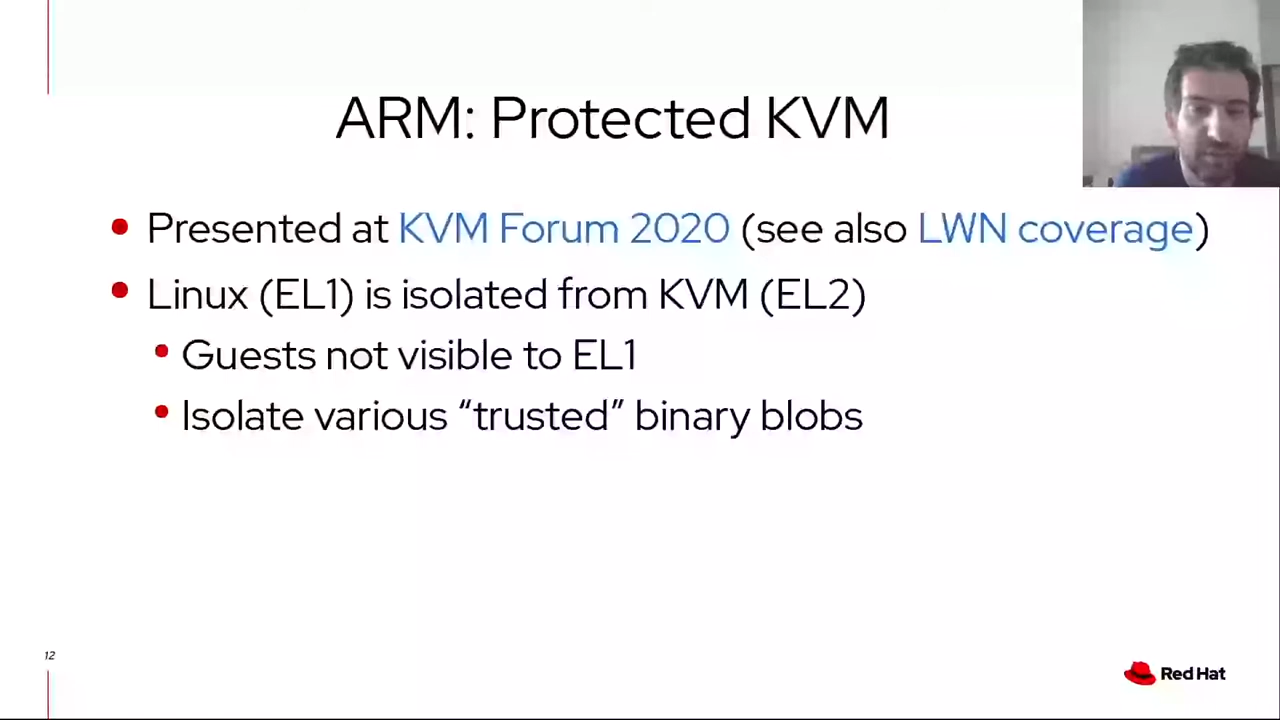 ARM: Protected KVM
Presented at KVM Forum 2020 (see also LWN coverage)
Linux (EL1) is isolated from KVM (EL2)
Guests not visible to EL1
Isolate various “trusted” binary blobs
12
Red Hat